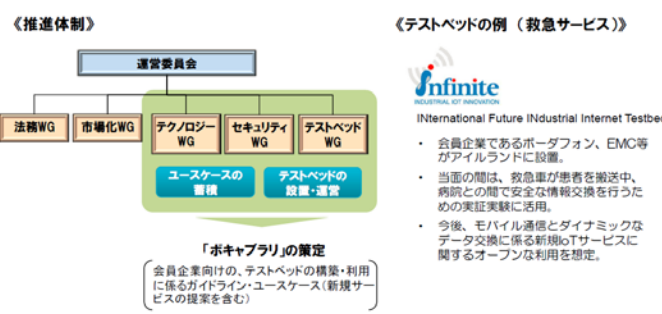 《推進体制》
運営委員会
法務WG
市場化WG
テクノロジー
WG
セキュリティ
WG
テストベッド
WG
ユースケースの
蓄積
テストベッドの
設置・運営
「ボキャブラリ」の策定
会員企業向けの、テストベッドの構築・利用
に係るガイドライン・ユースケース(新規サー
ビスの提案を含む)
《テストベッドの例 (救急サービス)》
infinite
INDUSTRIAL IOT INNOVATION
INternational Future INdustrial Internet Testbe
・ 会員企業であるボーダフォン、EMC等
がアイルランドに設置。
・ 当面の間は、救急車が患者を搬送中、
病院との間で安全な情報交換を行うた
めの実証実験に活用。
・ 今後、モバイル通信とダイナミックな
データ交換に係る新規IoTサービスに
関するオープンな利用を想定。